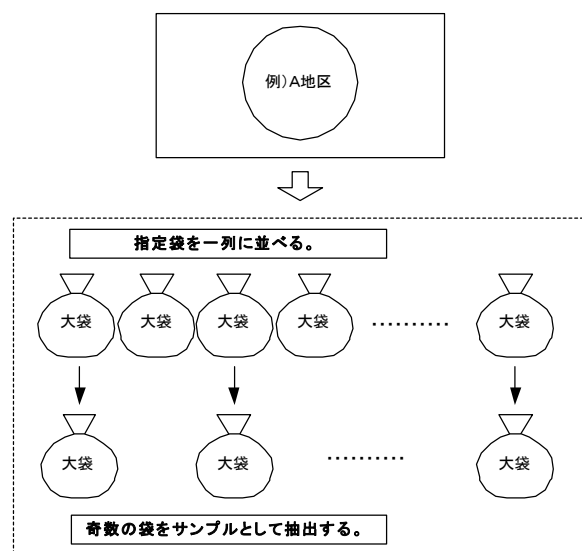 例)A地区
指定袋を一列に並べる。
大袋 大袋 大袋 大袋 ・・・・・・・・・・ 大袋
大袋 大袋 ・・・・・・・・・・ 大袋
奇数の袋をサンプルとして抽出する。